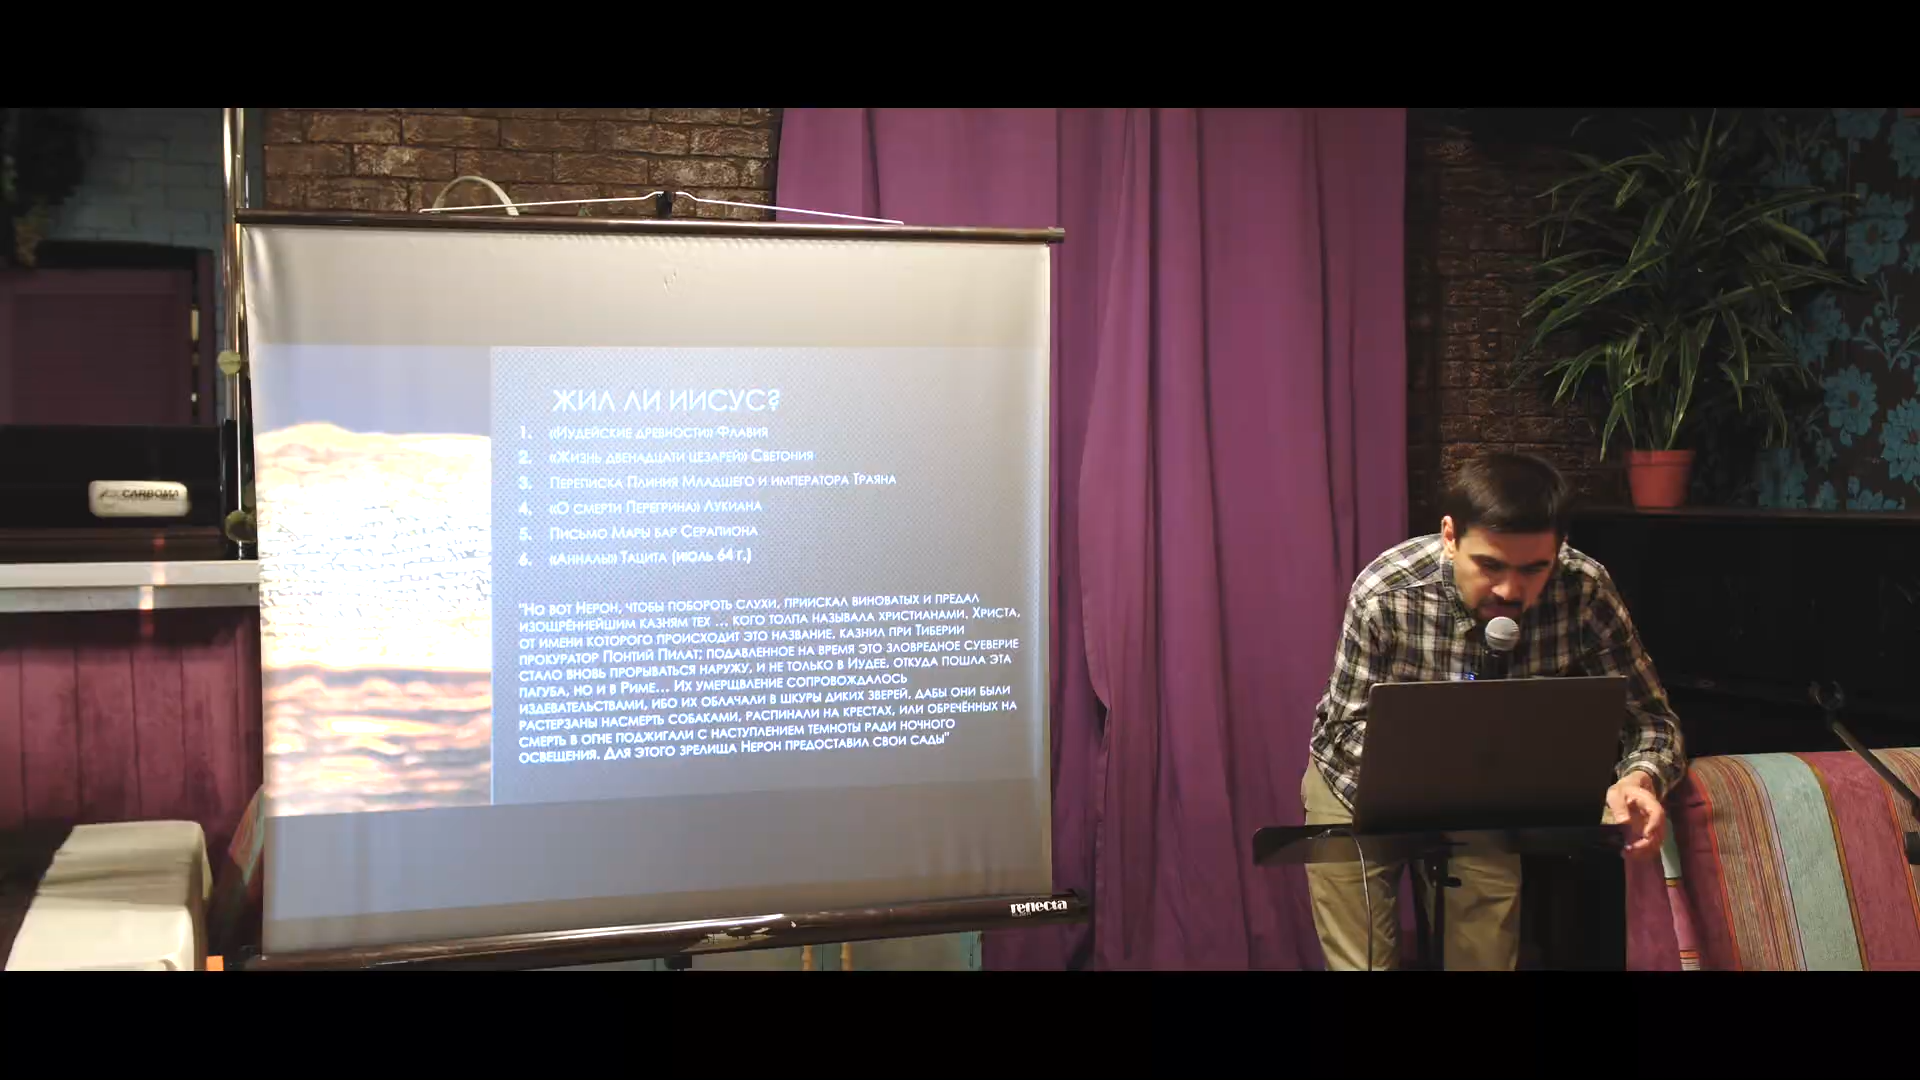 CARBOMA
ЖИЛ ЛИ ИИСУС?
1. «Иудейские древности» Флавия
2. «Жизнь двенадцати цезарей» Светония
3. Переписка Плиния Младшего и императора Траяна
4. «О смерти Перегрина» Лукиана
5. Письмо Мары бар Серапиона
6. «Анналы» Тацита (июль 64 г.)
"Но вот Нерон, чтобы побороть слухи, приискал виноватых и предал
изощрённейшим казням тех ... кого толпа называла христианами. Христа,
от имени которого происходит это название, казнил при Тиберии
прокуратор Понтий Пилат; подавленное на время это зловредное суеверие
стало вновь прорываться наружу, и не только в Иудее, откуда пошла эта
пагуба, но и в Риме... Их умерщвление сопровождалось
издевательствами, ибо их облачали в шкуры диких зверей, дабы они были
растерзаны насмерть собаками, распинали на крестах, или обречённых на
смерть в огне поджигали с наступлением темноты ради ночного
освещения. Для этого зрелища Нерон предоставил свои сады"
reflecta